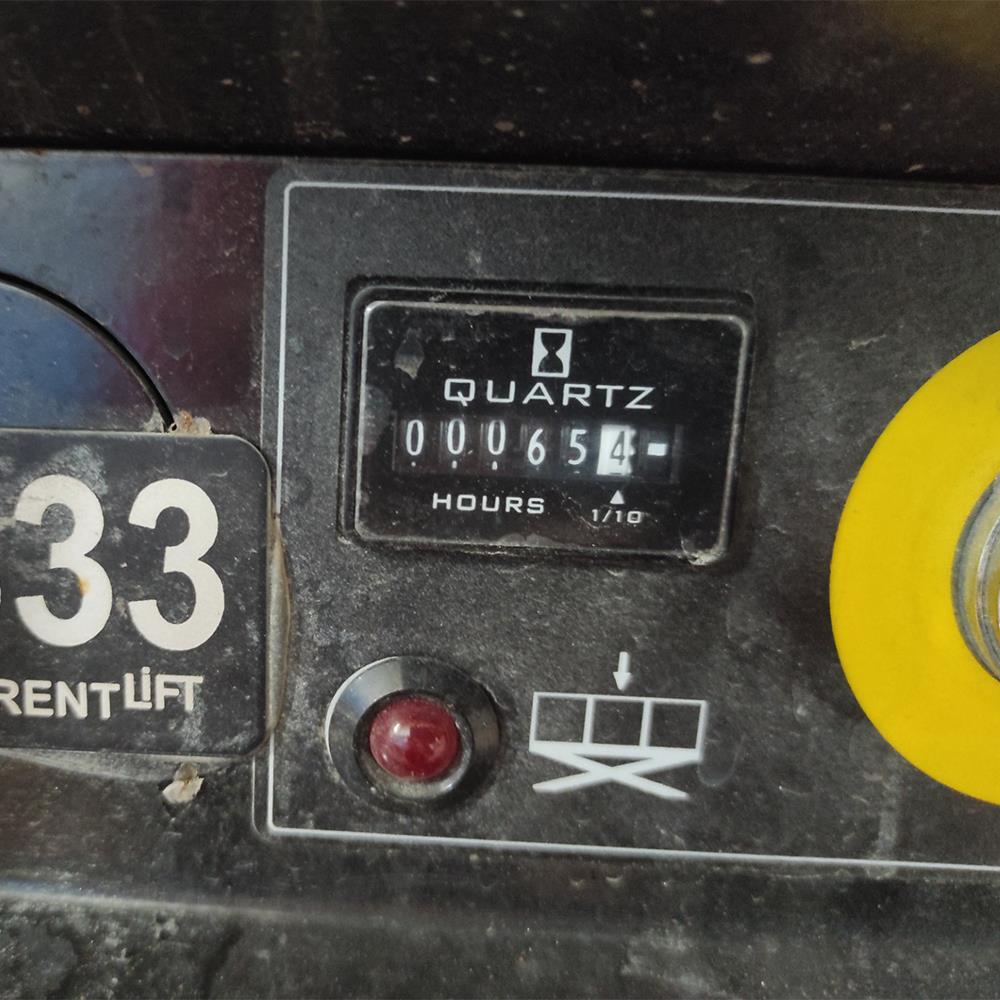 QUARTZ
000654
HOURS 1/10
33
RENTLiFT